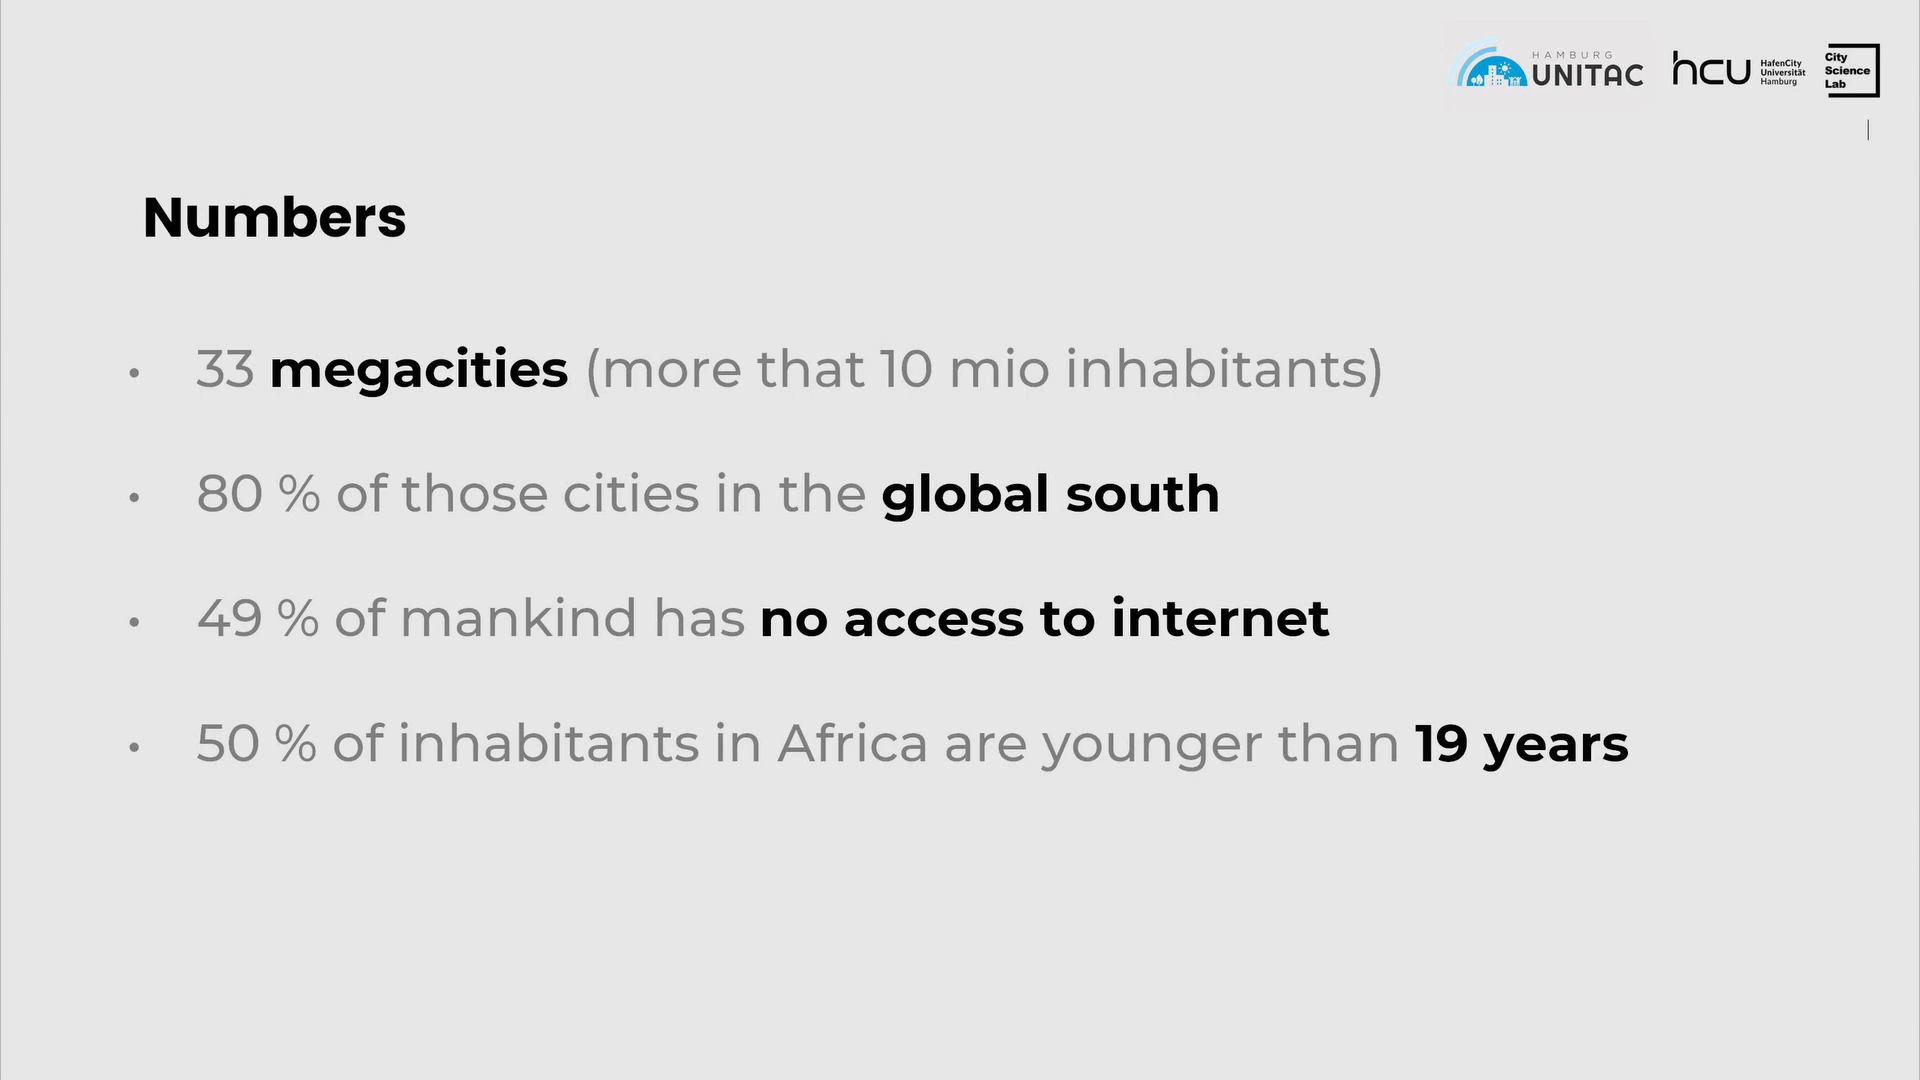 HAMBURG
UNITAC
hcu
HafenCity
Universität
Hamburg
City
Science
Lab
Numbers
• 33 megacities (more that 10 mio inhabitants)
• 80 % of those cities in the global south
• 49 % of mankind has no access to internet
• 50 % of inhabitants in Africa are younger than 19 years